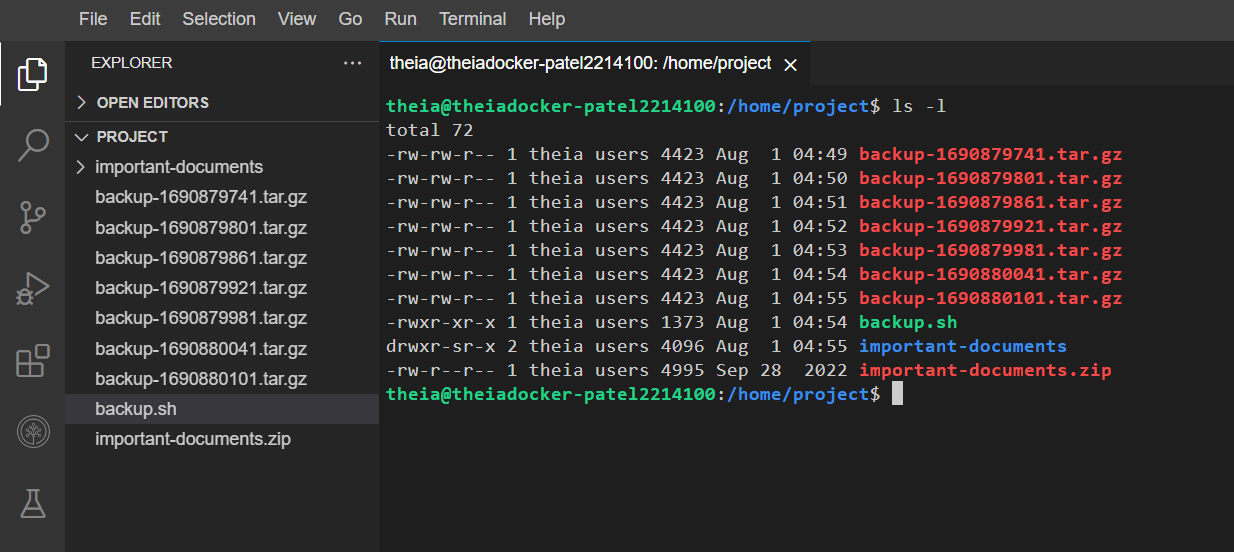 File Edit Selection View Go Run Terminal Help
EXPLORER ...
OPEN EDITORS
PROJECT
important-documents
backup-1690879741.tar.gz
backup-1690879801.tar.gz
backup-1690879861.tar.gz
backup-1690879921.tar.gz
backup-1690879981.tar.gz
backup-1690880041.tar.gz
backup-1690880101.tar.gz
backup.sh
important-documents.zip
theia@theiadocker-patel2214100: /home/project
theia@theiadocker-patel2214100:/home/project$ ls -l
total 72
-rw-rw-r-- 1 theia users 4423 Aug  1 04:49 backup-1690879741.tar.gz
-rw-rw-r-- 1 theia users 4423 Aug  1 04:50 backup-1690879801.tar.gz
-rw-rw-r-- 1 theia users 4423 Aug  1 04:51 backup-1690879861.tar.gz
-rw-rw-r-- 1 theia users 4423 Aug  1 04:52 backup-1690879921.tar.gz
-rw-rw-r-- 1 theia users 4423 Aug  1 04:53 backup-1690879981.tar.gz
-rw-rw-r-- 1 theia users 4423 Aug  1 04:54 backup-1690880041.tar.gz
-rw-rw-r-- 1 theia users 4423 Aug  1 04:55 backup-1690880101.tar.gz
-rwxr-xr-x 1 theia users 1373 Aug  1 04:54 backup.sh
drwxr-sr-x 2 theia users 4096 Aug  1 04:55 important-documents
-rw-r--r-- 1 theia users 4995 Sep 28  2022 important-documents.zip
theia@theiadocker-patel2214100:/home/project$